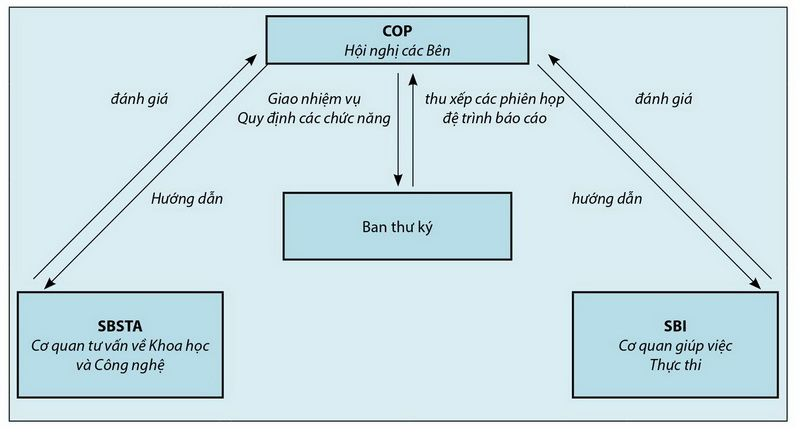 COP
Hội nghị các Bên
đánh giá
Giao nhiệm vụ
Quy định các chức năng
thu xếp các phiên họp
đệ trình báo cáo
đánh giá
Hướng dẫn
hướng dẫn
Ban thư ký
SBSTA
Cơ quan tư vấn về Khoa học
và Công nghệ
SBI
Cơ quan giúp việc
Thực thi